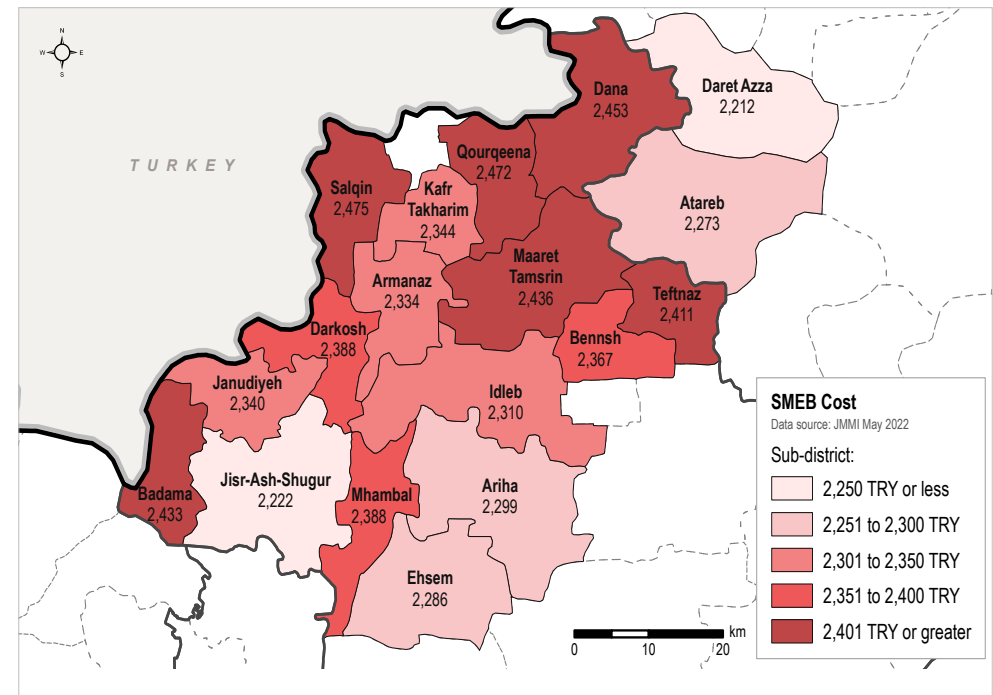 N
W
E
S
TURKEY
Dana
2,453
Daret Azza
2,212
Qourqeena
2,472
Salqin
2,475
Kafr
Takharim
2,344
Atareb
2,273
Maaret
Tamsrin
2,436
Armanaz
2,334
Teftnaz
2,411
Darkosh
2,388
Bennsh
2,367
Janudiyeh
2,340
Idleb
2,310
Jisr-Ash-Shugur
2,222
Badama
2,433
Mhambal
2,388
Ariha
2,299
Ehsem
2,286
SMEB Cost
Data source: JMMI May 2022
Sub-district:
2,250 TRY or less
2,251 to 2,300 TRY
2,301 to 2,350 TRY
2,351 to 2,400 TRY
2,401 TRY or greater
km
0 10 20